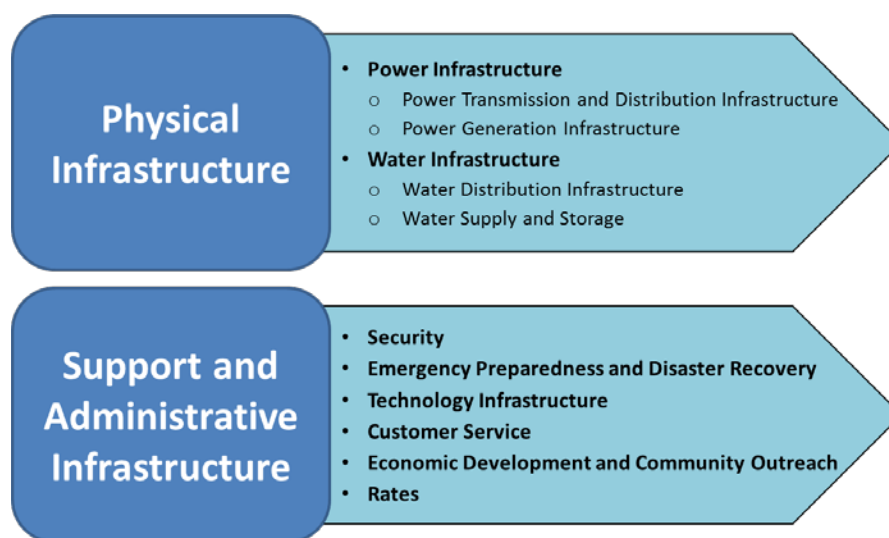 Physical
Infrastructure
• Power Infrastructure
o Power Transmission and Distribution Infrastructure
o Power Generation Infrastructure
• Water Infrastructure
o Water Distribution Infrastructure
o Water Supply and Storage
Support and
Administrative
Infrastructure
• Security
• Emergency Preparedness and Disaster Recovery
• Technology Infrastructure
• Customer Service
• Economic Development and Community Outreach
• Rates